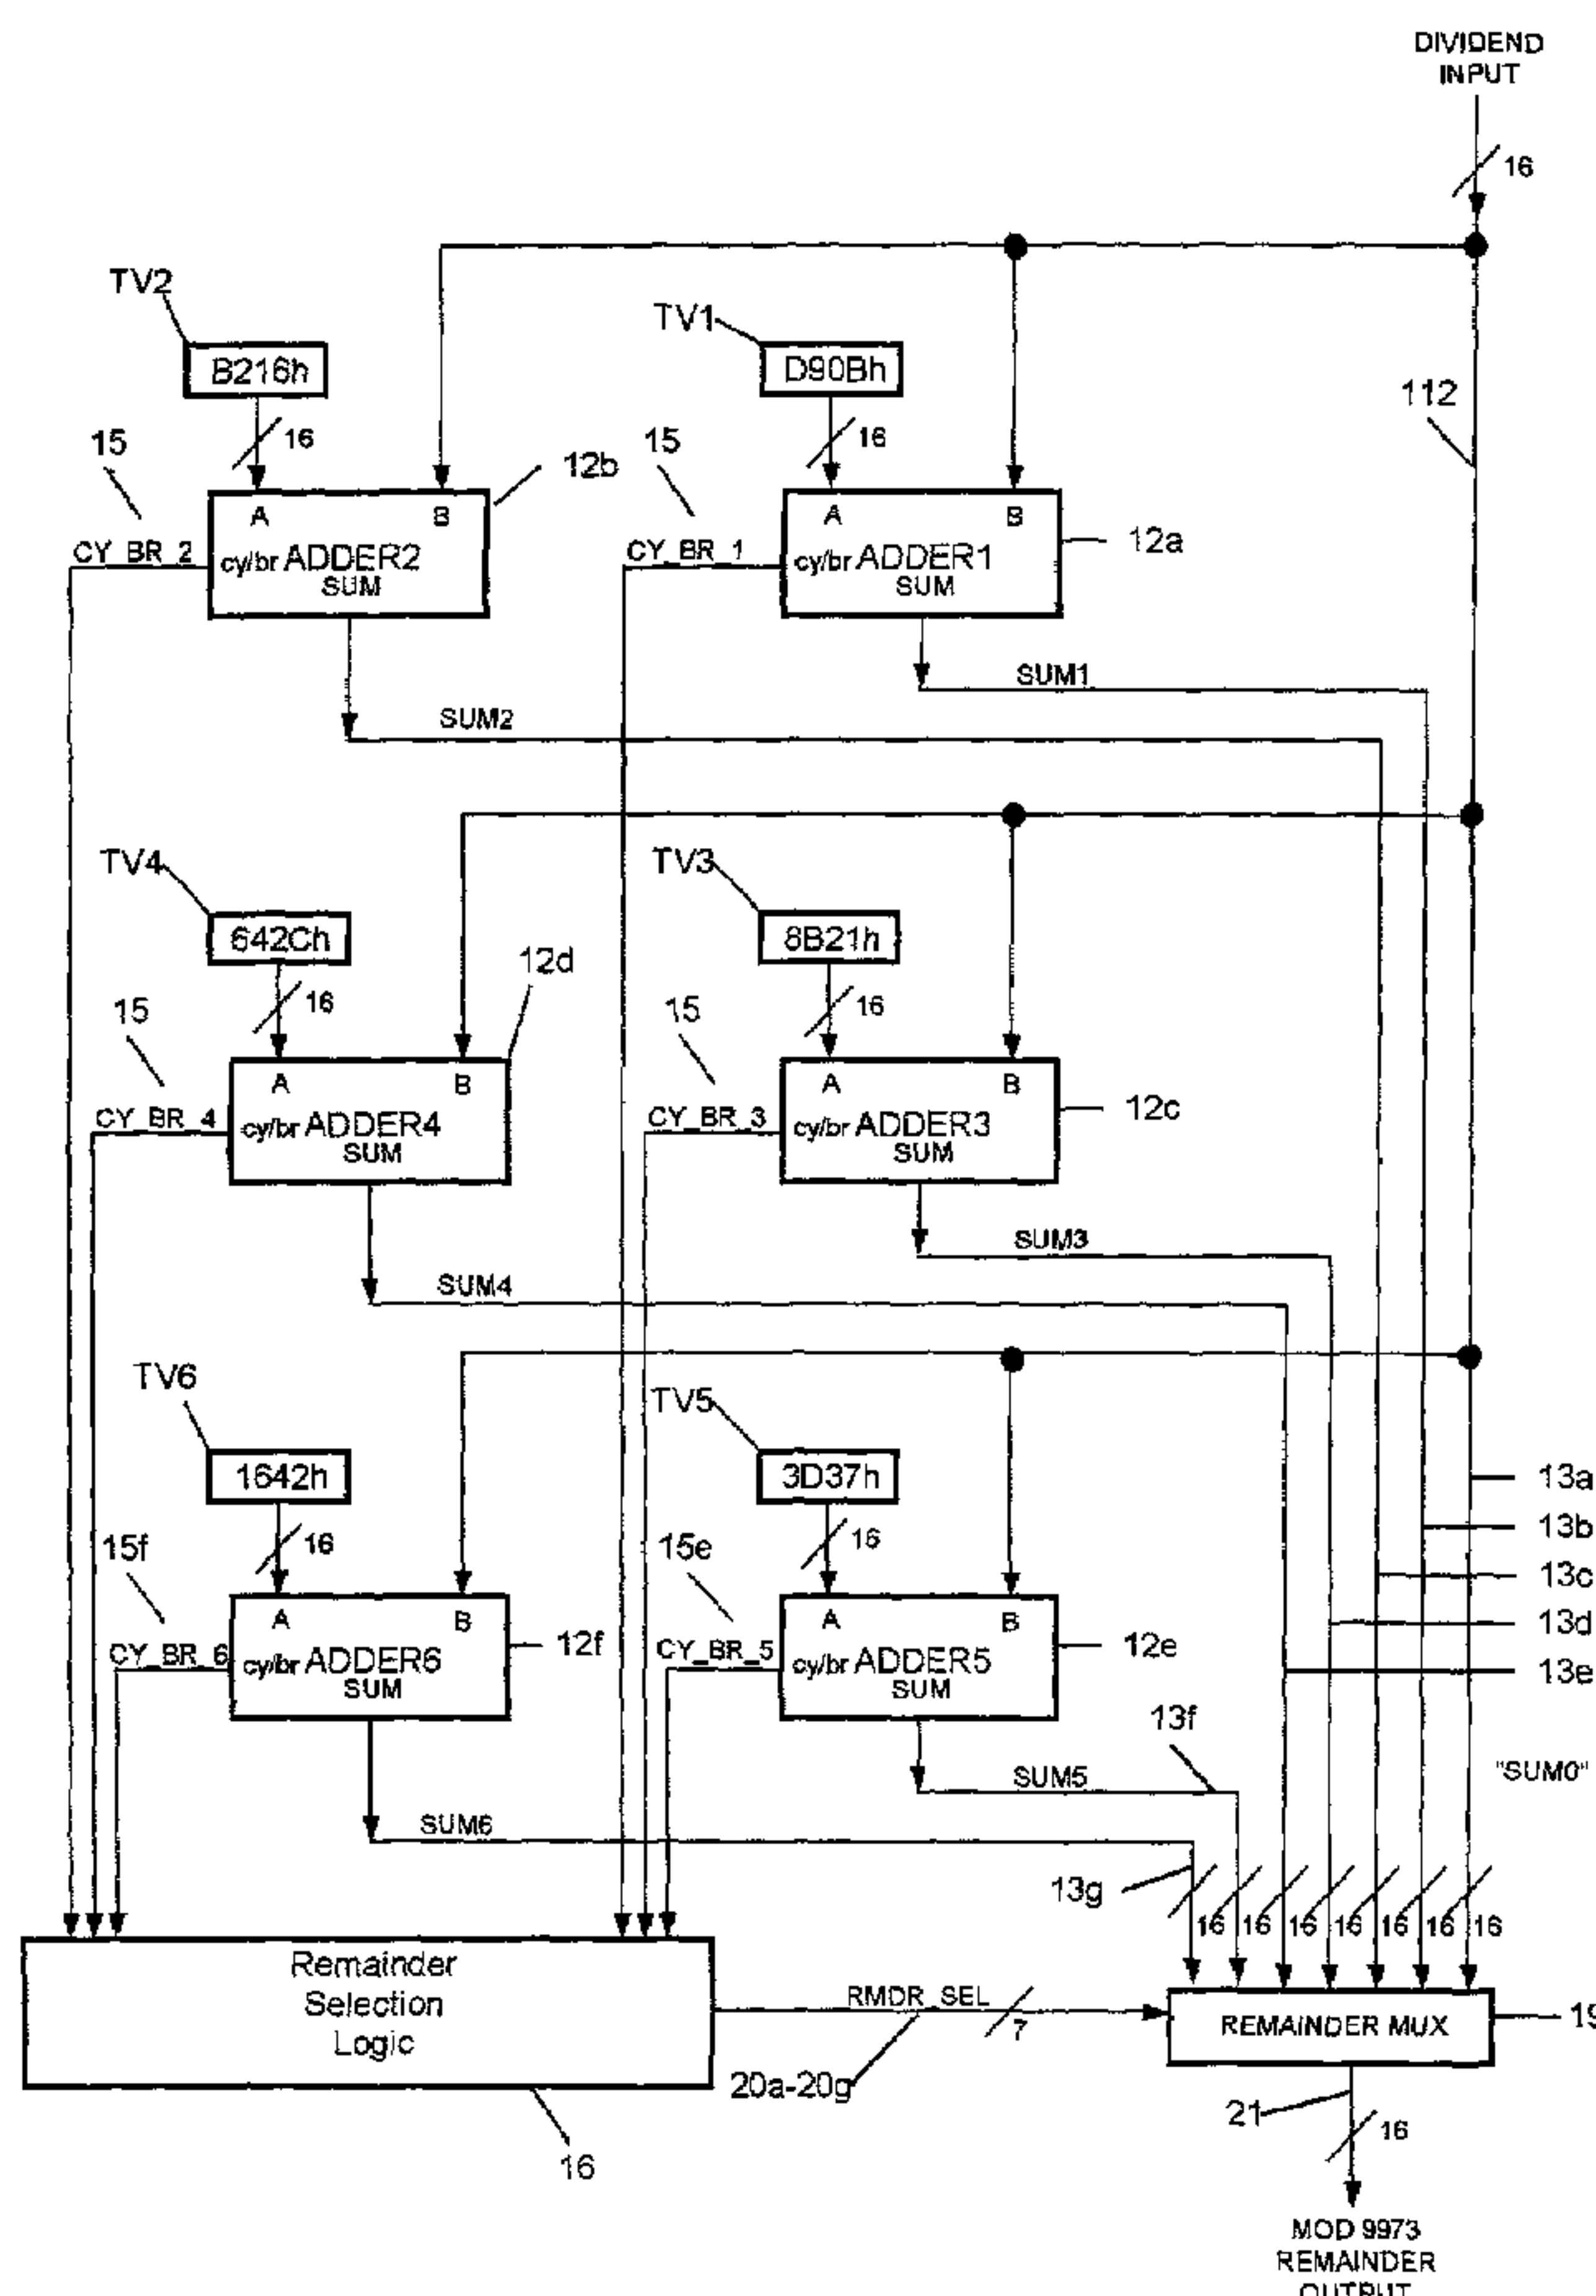 DIVIDEND
INPUT
16
TV2
TV1
B216h
D90Bh
112
15
16
12b
15
16
A
B
A
B
12a
CY_BR_2
cy/br ADDER2
SUM
CY_BR_1
cy/br ADDER1
SUM
SUM1
SUM2
TV4
TV3
642Ch
8B21h
12d
15
16
15
16
A
B
A
B
12c
CY_BR_4
cy/br ADDER4
SUM
CY_BR_3
cy/br ADDER3
SUM
SUM3
SUM4
TV6
TV5
1642h
3D37h
13a
13b
15f
16
15e
16
13c
A
B
A
B
13d
CY_BR_6
cy/br ADDER6
SUM
12f
CY_BR_5
cy/br ADDER5
SUM
12e
13e
13f
SUM5
"SUM0"
SUM6
13g
16 16 16 16 16 16 16
Remainder
Selection
Logic
RMDR_SEL
7
REMAINDER MUX
19
20a-20g
21
16
16
MOD 9973
REMAINDER
OUTPUT